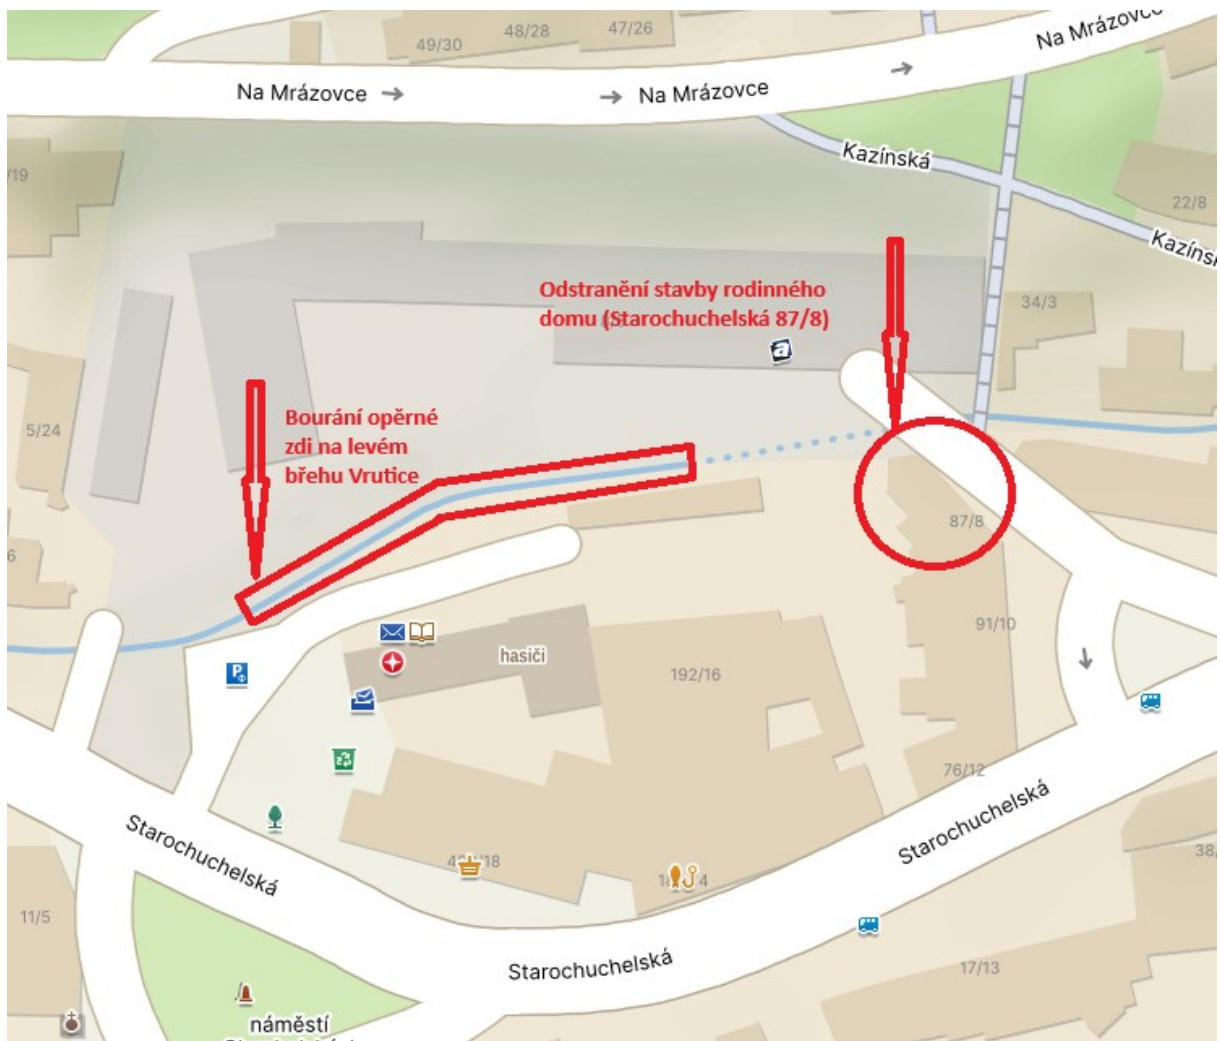 49/30
48/28
47/26
Na Mrázovce
Na Mrázovce
Na Mrázovce
Kazínská
/19
22/8
Odstranění stavby rodinného
domu (Starochuchelská 87/8)
34/3
a
Bourání opěrné
zdi na levém
břehu Vrutice
5/24
87/8
6
hasiči
91/10
192/16
P
76/12
Starochuchelská
Starochuchelská
38,
11/5
Starochuchelská
17/13
náměstí